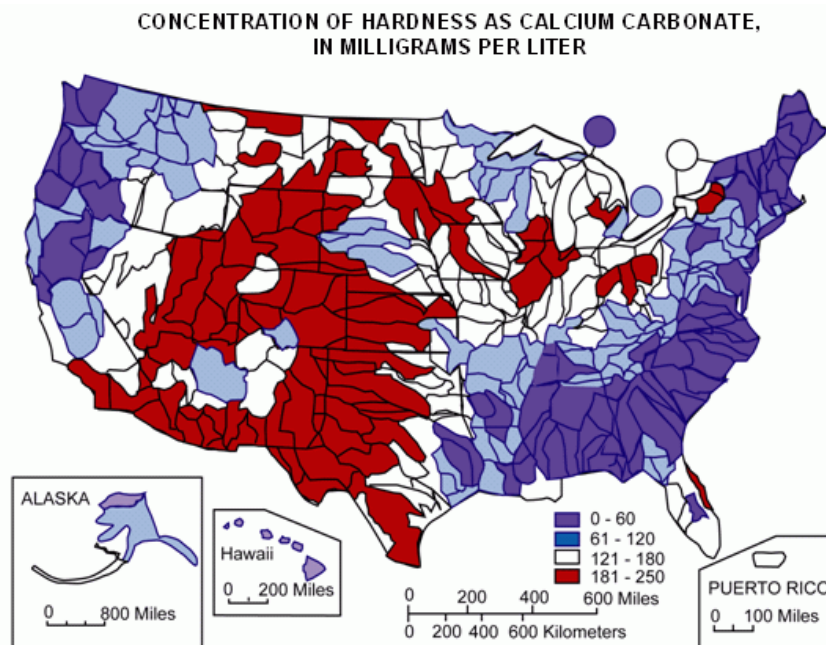 CONCENTRATION OF HARDNESS AS CALCIUM CARBONATE,
IN MILLIGRAMS PER LITER
ALASKA
0 800 Miles
Hawaii
0 200 Miles
0 - 60
61 - 120
121 - 180
181 - 250
0 200 400 600 Miles
0 200 400 600 Kilometers
PUERTO RICO
0 100 Miles